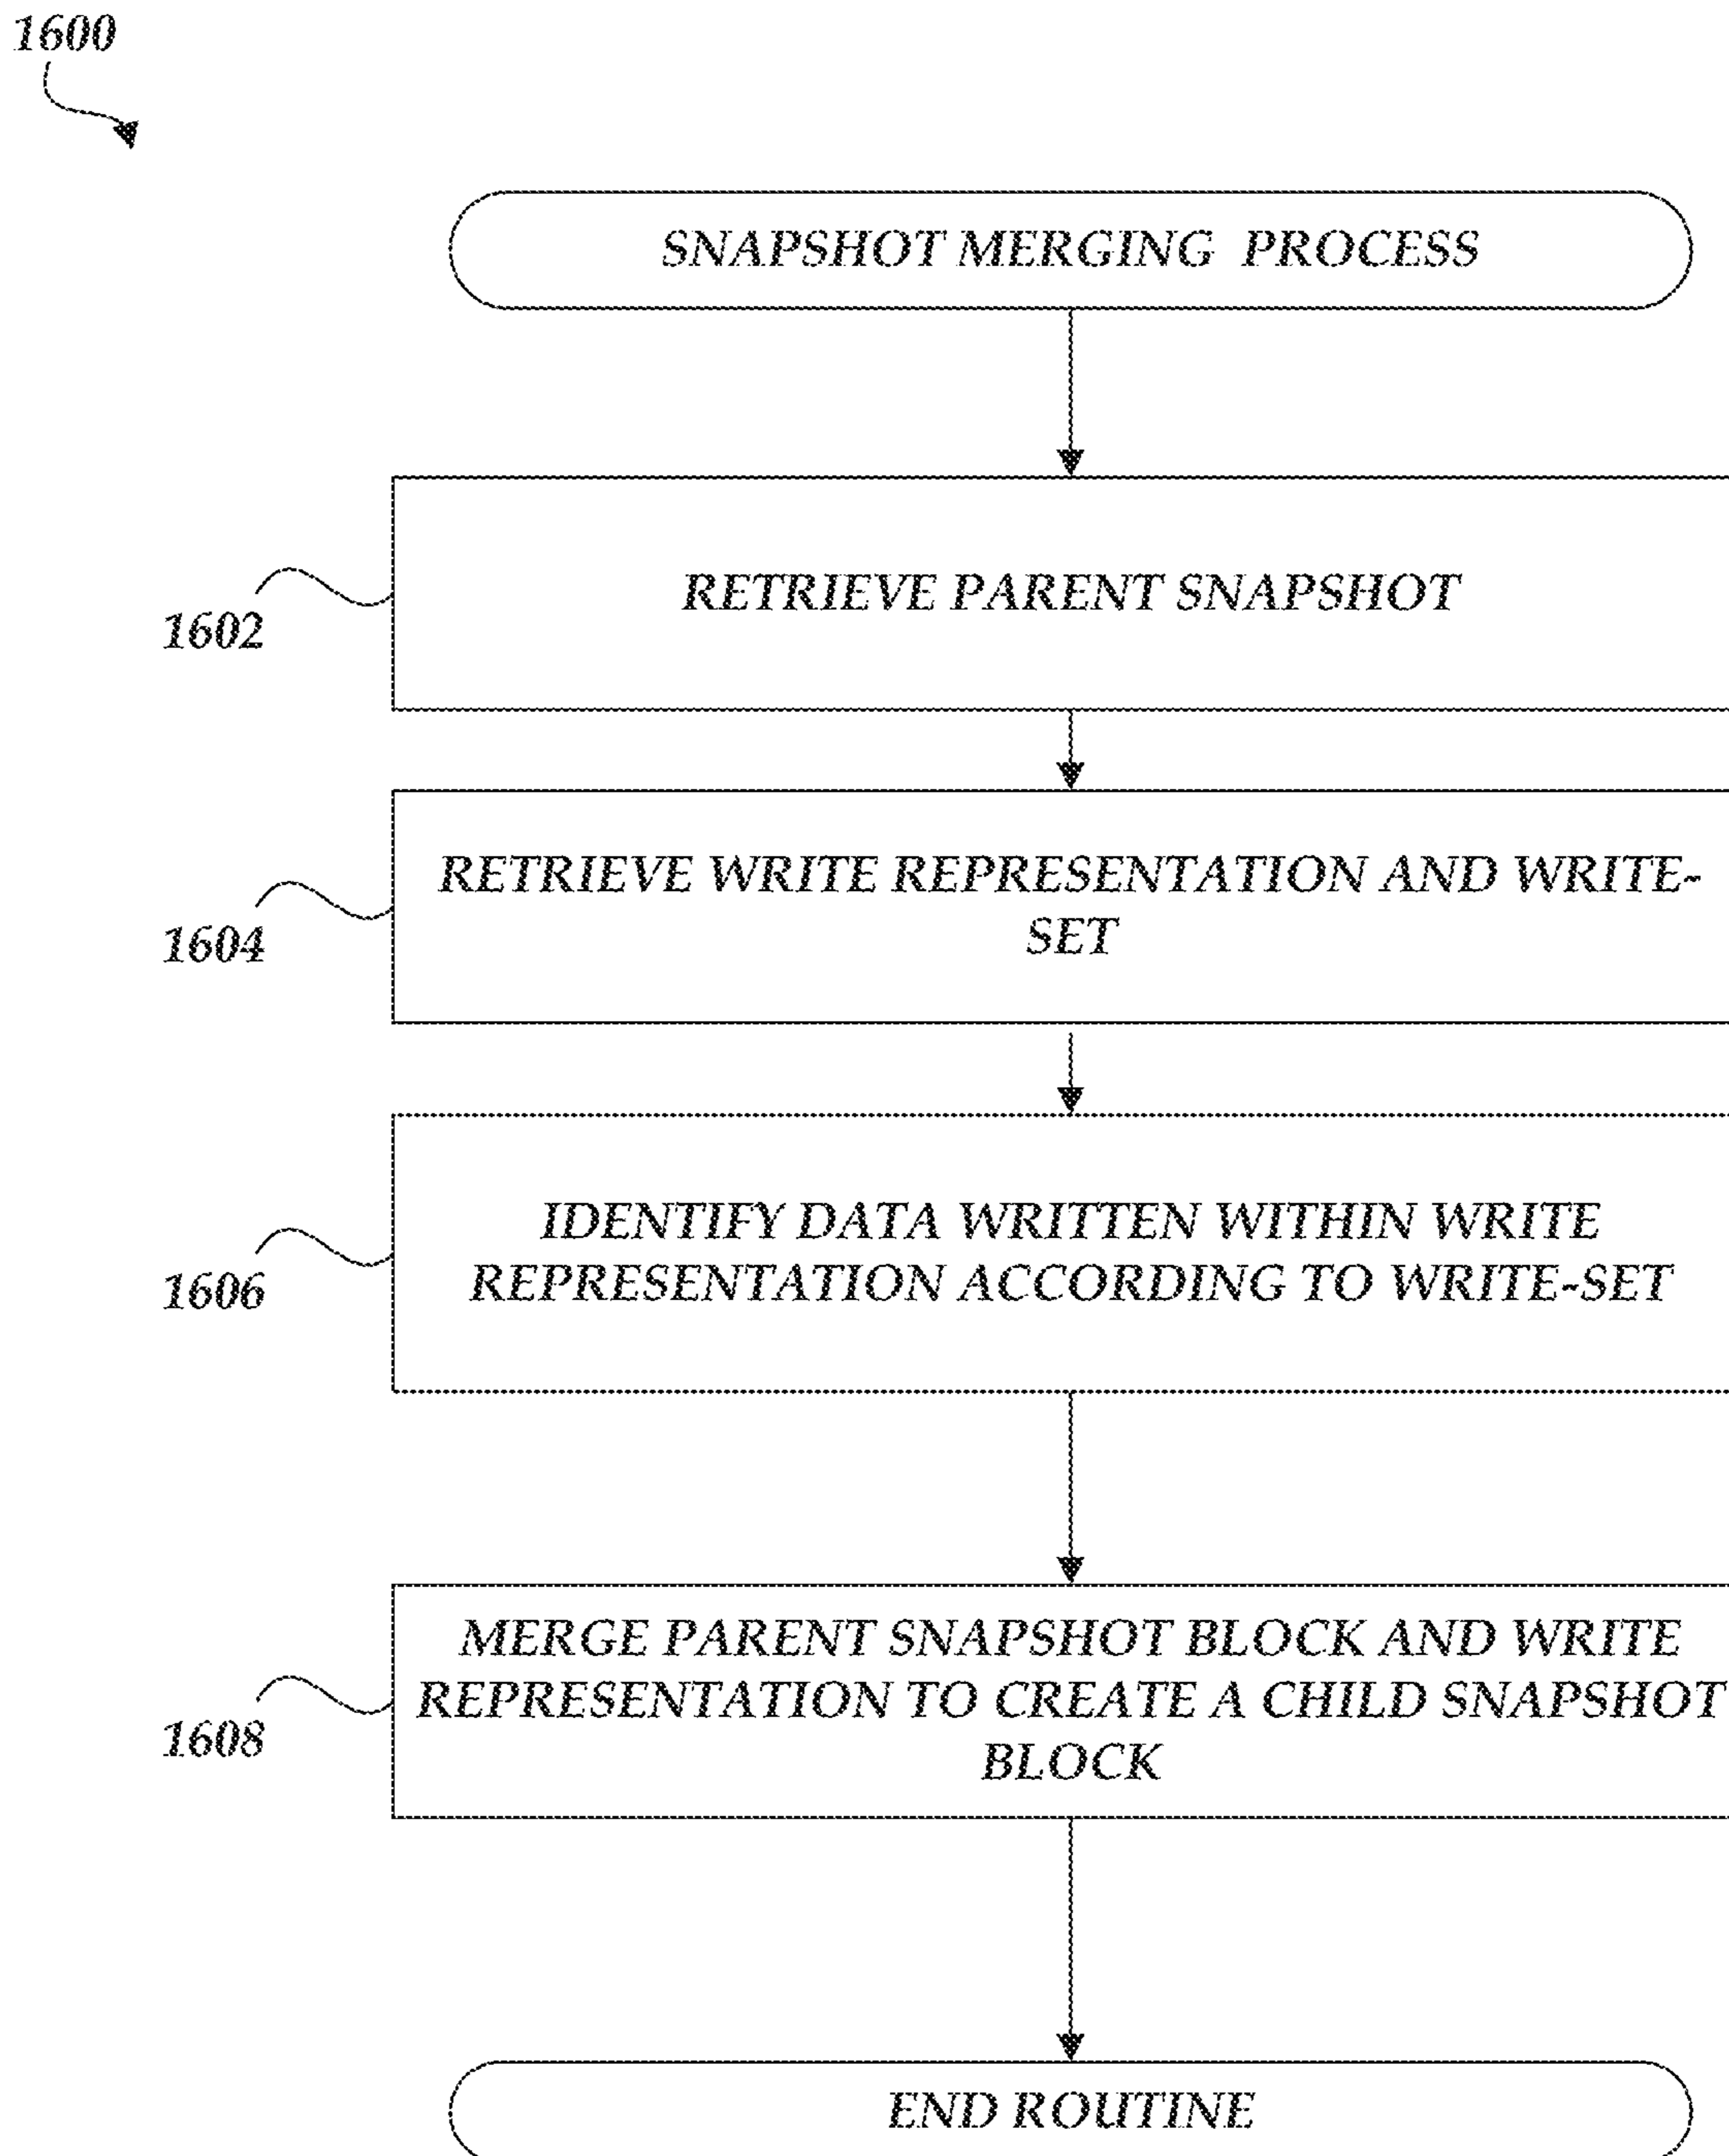 1600
SNAPSHOT MERGING PROCESS
RETRIEVE PARENT SNAPSHOT
1602
RETRIEVE WRITE REPRESENTATION AND WRITE-
SET
1604
IDENTIFY DATA WRITTEN WITHIN WRITE
REPRESENTATION ACCORDING TO WRITE-SET
1606
MERGE PARENT SNAPSHOT BLOCK AND WRITE
REPRESENTATION TO CREATE A CHILD SNAPSHOT
BLOCK
1608
END ROUTINE